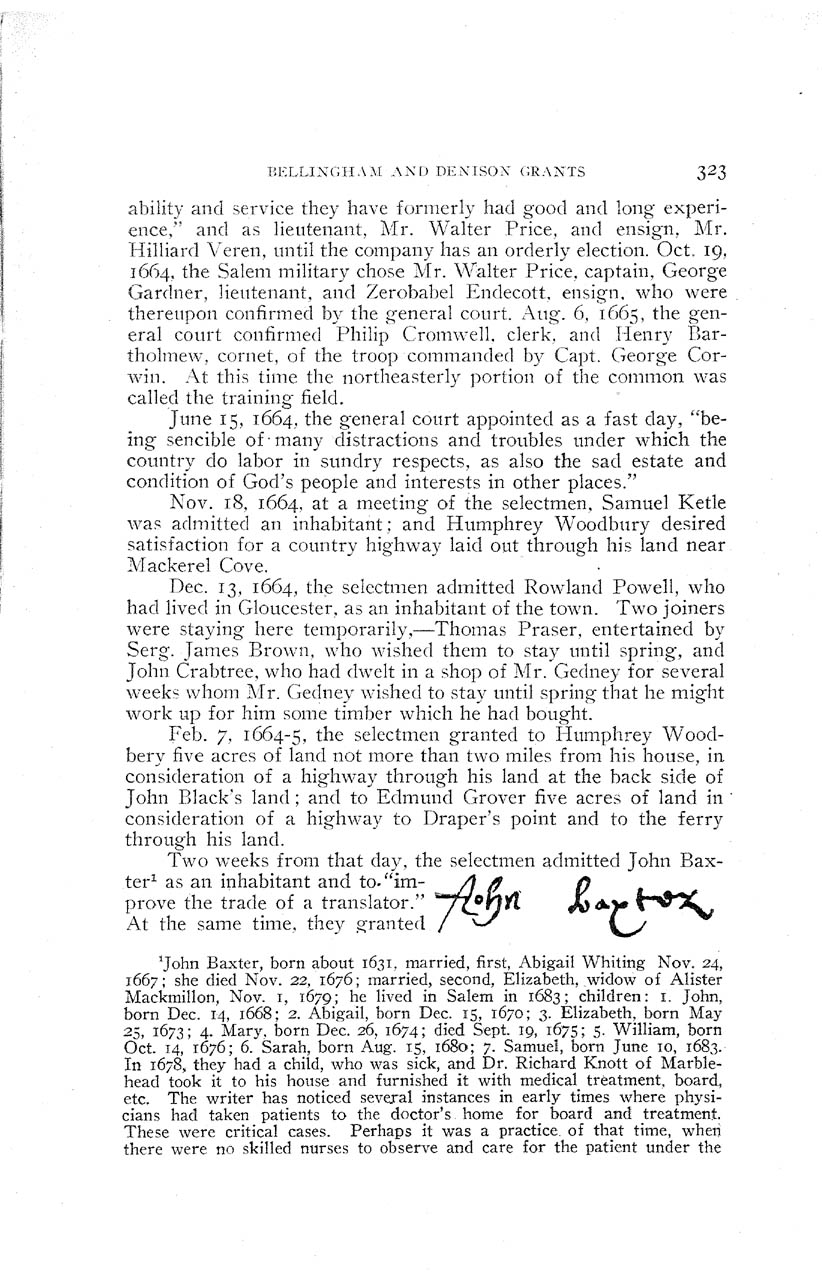 BELLINGHAM AND DENISON GRANTS 323
ability and service they have formerly had good and long experi-
ence," and as lieutenant, Mr. Walter Price, and ensign, Mr.
Hilliard Veren, until the company has an orderly election. Oct. 19,
1664, the Salem military chose Mr. Walter Price, captain, George
Gardner, lieutenant, and Zerobabel Endecott, ensign, who were
thereupon confirmed by the general court. Aug. 6, 1665, the gen-
eral court confirmed Philip Cromwell, clerk, and Henry Bar-
tholmew, cornet, of the troop commanded by Capt. George Cor-
win. At this time the northeasterly portion of the common was
called the training field.
June 15, 1664, the general court appointed as a fast day, "be-
ing sencible of many distractions and troubles under which the
country do labor in sundry respects, as also the sad estate and
condition of God's people and interests in other places."
Nov. 18, 1664, at a meeting of the selectmen, Samuel Ketle
was admitted an inhabitant; and Humphrey Woodbury desired
satisfaction for a country highway laid out through his land near
Mackerel Cove.
Dec. 13, 1664, the selectmen admitted Rowland Powell, who
had lived in Gloucester, as an inhabitant of the town. Two joiners
were staying here temporarily,—Thomas Praser, entertained by
Serg. James Brown, who wished them to stay until spring, and
John Crabtree, who had dwelt in a shop of Mr. Gedney for several
weeks whom Mr. Gedney wished to stay until spring that he might
work up for him some timber which he had bought.
Feb. 7, 1664-5, the selectmen granted to Humphrey Wood-
bery five acres of land not more than two miles from his house, in
consideration of a highway through his land at the back side of
John Black's land; and to Edmund Grover five acres of land in
consideration of a highway to Draper's point and to the ferry
through his land.
Two weeks from that day, the selectmen admitted John Bax-
ter¹ as an inhabitant and to "im-
prove the trade of a translator."
At the same time, they granted
John Baxtor
¹John Baxter, born about 1631, married, first, Abigail Whiting Nov. 24,
1667; she died Nov. 22, 1676; married, second, Elizabeth, widow of Alister
Mackmillon, Nov. 1, 1679; he lived in Salem in 1683; children: 1. John,
born Dec. 14, 1668; 2. Abigail, born Dec. 15, 1670; 3. Elizabeth, born May
25, 1673; 4. Mary, born Dec. 26, 1674; died Sept. 19, 1675; 5. William, born
Oct. 14, 1676; 6. Sarah, born Aug. 15, 1680; 7. Samuel, born June 10, 1683.
In 1678, they had a child, who was sick, and Dr. Richard Knott of Marble-
head took it to his house and furnished it with medical treatment, board,
etc. The writer has noticed several instances in early times where physi-
cians had taken patients to the doctor's home for board and treatment.
These were critical cases. Perhaps it was a practice of that time, when
there were no skilled nurses to observe and care for the patient under the